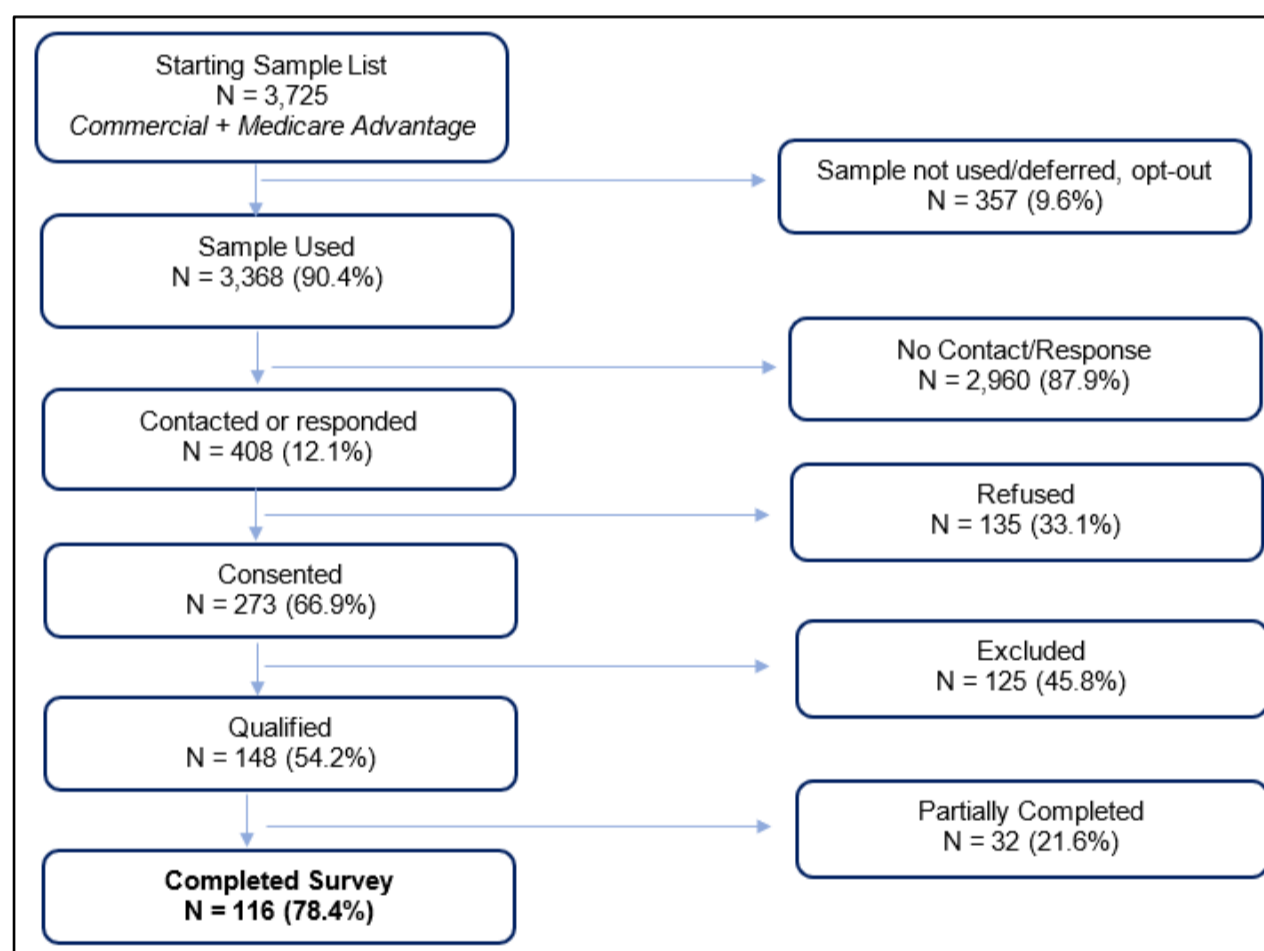 Starting Sample List
N = 3,725
Commercial + Medicare Advantage
Sample not used/deferred, opt-out
N = 357 (9.6%)
Sample Used
N = 3,368 (90.4%)
No Contact/Response
N = 2,960 (87.9%)
Contacted or responded
N = 408 (12.1%)
Refused
N = 135 (33.1%)
Consented
N = 273 (66.9%)
Excluded
N = 125 (45.8%)
Qualified
N = 148 (54.2%)
Partially Completed
N = 32 (21.6%)
Completed Survey
N = 116 (78.4%)